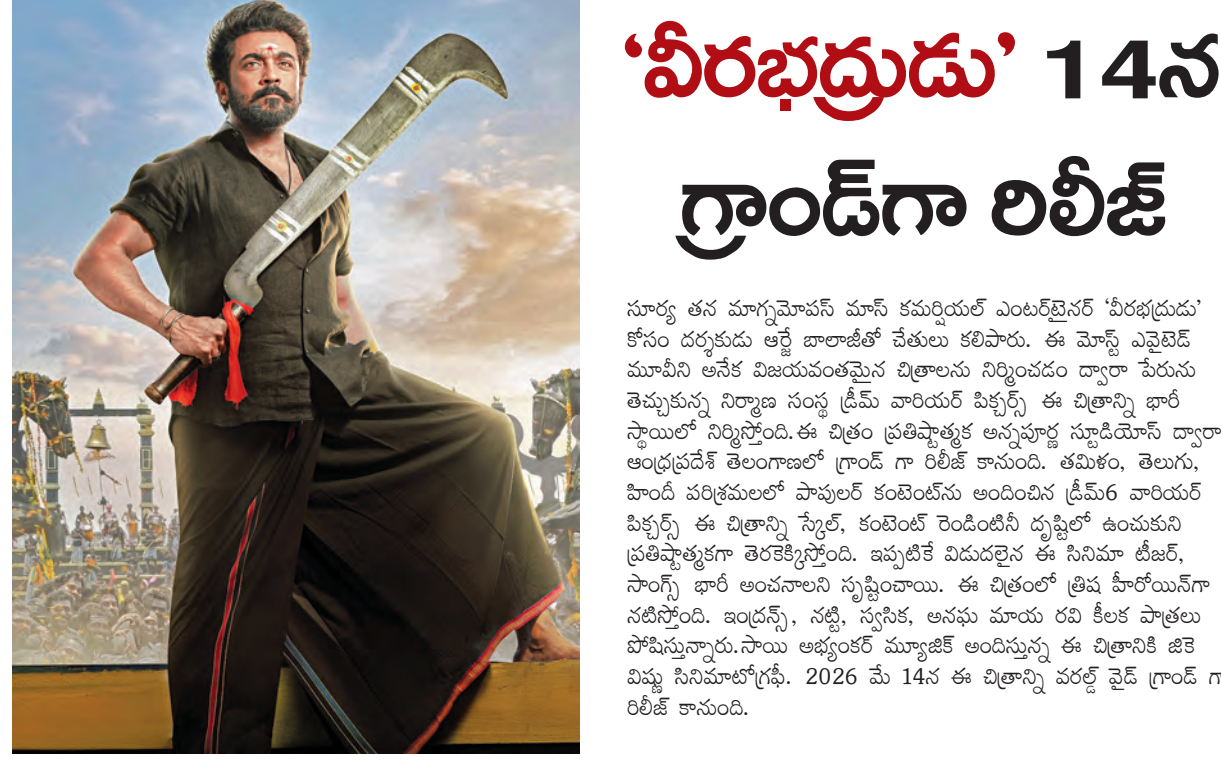 ‘వీరభద్రుడు’ 14న
గ్రాండ్‌గా రిలీజ్
సూర్య తన మాగ్నమోపస్ మాస్ కమర్షియల్ ఎంటర్‌టైనర్ ‘వీరభద్రుడు’
కోసం దర్శకుడు ఆర్జే బాలాజీతో చేతులు కలిపారు. ఈ మోస్ట్ ఎవైటెడ్
మూవీని అనేక విజయవంతమైన చిత్రాలను నిర్మించడం ద్వారా పేరును
తెచ్చుకున్న నిర్మాణ సంస్థ డ్రీమ్ వారియర్ పిక్చర్స్ ఈ చిత్రాన్ని భారీ
స్థాయిలో నిర్మిస్తోంది.ఈ చిత్రం ప్రతిష్టాత్మక అన్నపూర్ణ స్టూడియోస్ ద్వారా
ఆంధ్రప్రదేశ్ తెలంగాణలో గ్రాండ్ గా రిలీజ్ కానుంది. తమిళం, తెలుగు,
హిందీ పరిశ్రమలలో పాపులర్ కంటెంట్‌ను అందించిన డ్రీమ్6 వారియర్
పిక్చర్స్ ఈ చిత్రాన్ని స్కేల్, కంటెంట్ రెండింటినీ దృష్టిలో ఉంచుకుని
ప్రతిష్టాత్మకగా తెరకెక్కిస్తోంది. ఇప్పటికే విడుదలైన ఈ సినిమా టీజర్,
సాంగ్స్ భారీ అంచనాలని సృష్టించాయి. ఈ చిత్రంలో త్రిష హీరోయిన్‌గా
నటిస్తోంది. ఇంద్రన్స్, నట్టి, స్వసిక, అనఘ మాయ రవి కీలక పాత్రలు
పోషిస్తున్నారు.సాయి అభ్యంకర్ మ్యూజిక్ అందిస్తున్న ఈ చిత్రానికి జికె
విష్ణు సినిమాటోగ్రఫీ. 2026 మే 14న ఈ చిత్రాన్ని వరల్డ్ వైడ్ గ్రాండ్ గా
రిలీజ్ కానుంది.